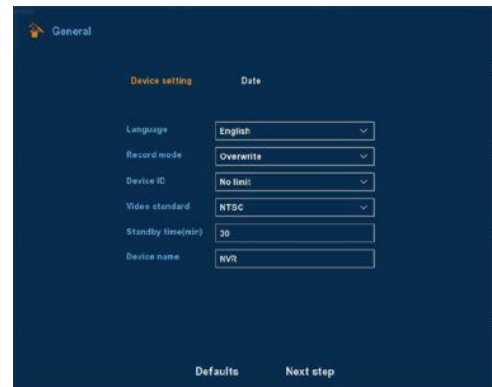 General
Device setting Date
Language English
Record mode Overwrite
Device ID No limit
Video standard NTSC
Standby time(min) 30
Device name NVR
Defaults Next step